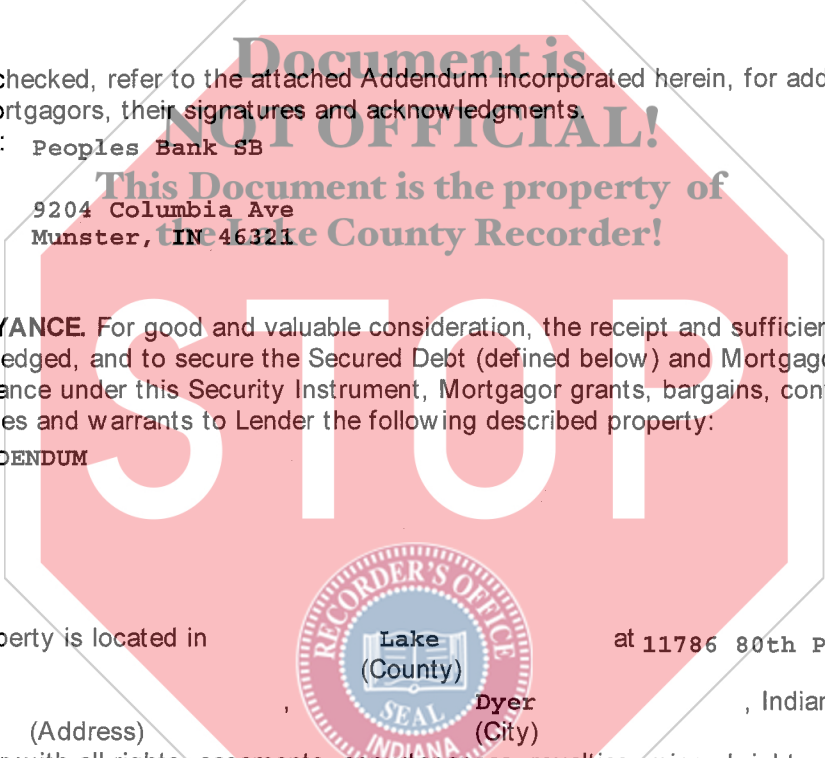 Document is
checked, refer to the attached Addendum incorporated herein, for add
ortgagors, their signatures and acknowledgments.
NOT OFFICIAL!
: Peoples Bank SB
This Document is the property of
9204 Columbia Ave
Munster, IN 46321
the Lake County Recorder!
YANCE. For good and valuable consideration, the receipt and sufficien
edged, and to secure the Secured Debt (defined below) and Mortgago
ance under this Security Instrument, Mortgagor grants, bargains, con
es and warrants to Lender the following described property:
DENDUM
STOP
RECORDER'S OFFICE
perty is located in Lake at 11786 80th P
(County)
, Dyer , Indian
SEAL
(Address) (City)
INDIANA